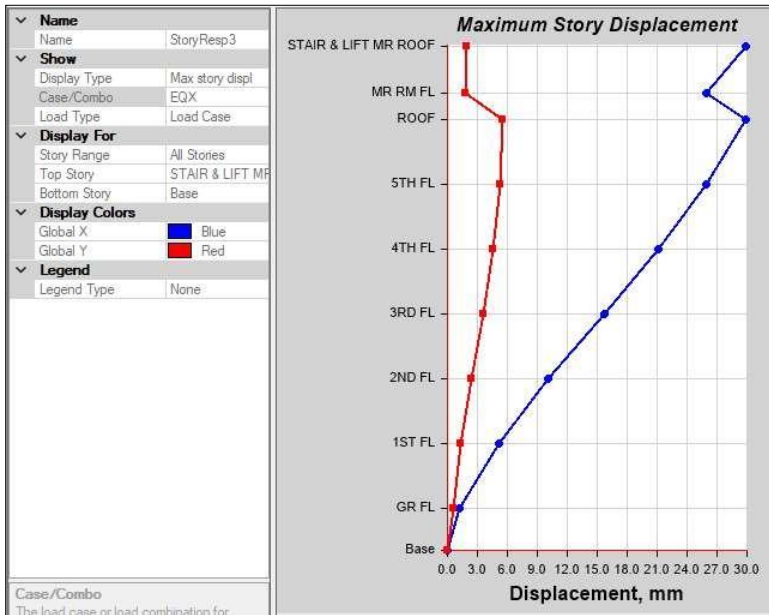 Name
Name StoryResp3
Show
Display Type Max story displ
Case/Combo EQX
Load Type Load Case
Display For
Story Range All Stories
Top Story STAIR & LIFT MR
Bottom Story Base
Display Colors
Global X Blue
Global Y Red
Legend
Legend Type None
Case/Combo
The load case or load combination for
Maximum Story Displacement
STAIR & LIFT MR ROOF
MR RM FL
ROOF
5TH FL
4TH FL
3RD FL
2ND FL
1ST FL
GR FL
Base
0.0 3.0 6.0 9.0 12.0 15.0 18.0 21.0 24.0 27.0 30.0
Displacement, mm